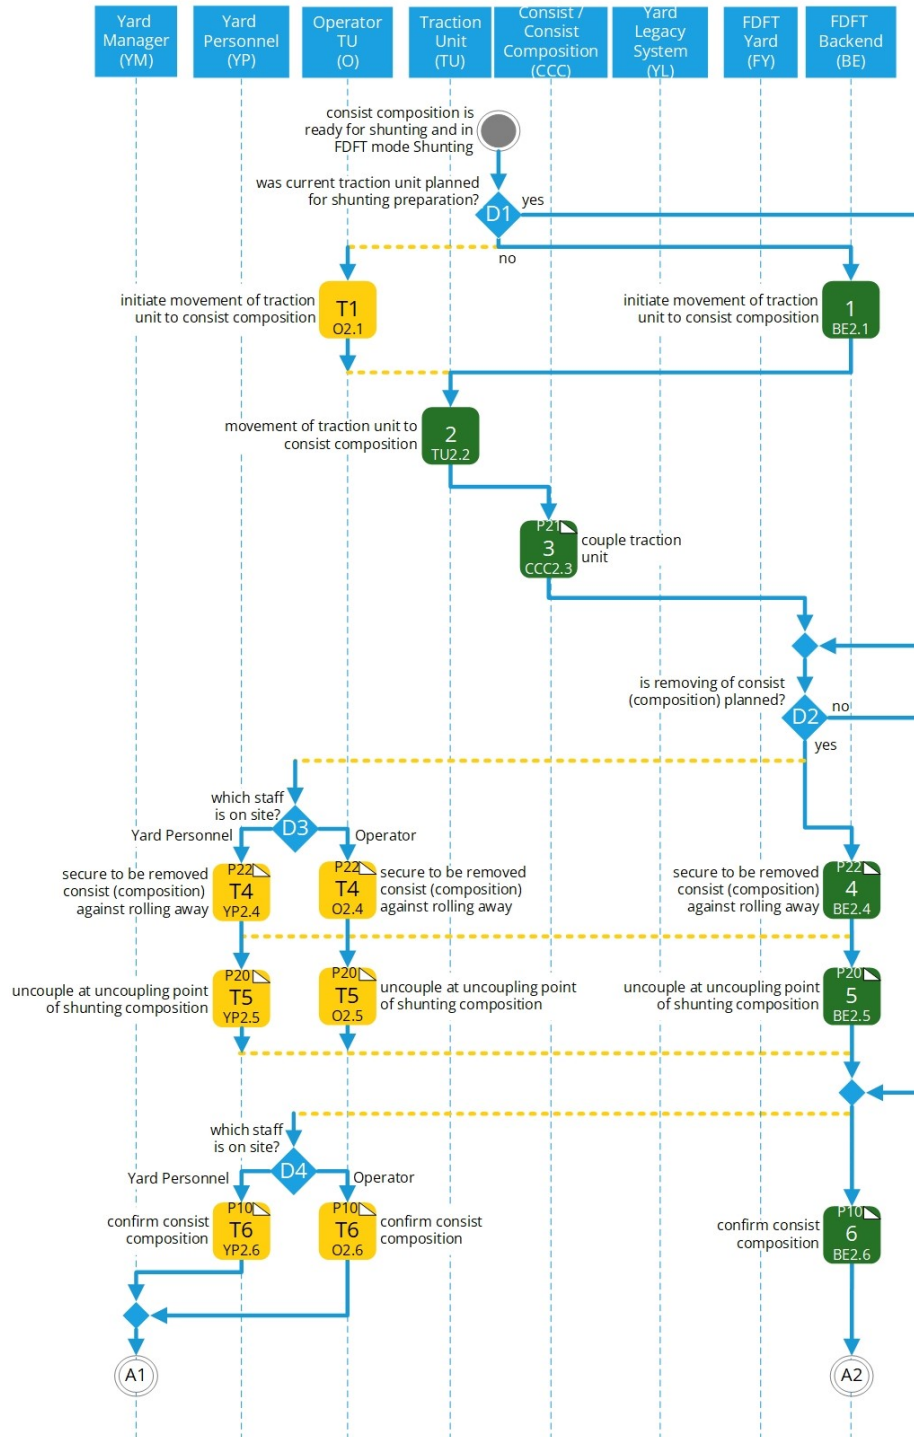 Yard
Manager
(YM)
Yard
Personnel
(YP)
Operator
TU
(O)
Traction
Unit
(TU)
Consist /
Consist
Composition
(CCC)
Yard
Legacy
System
(YL)
FDFT
Yard
(FY)
FDFT
Backend
(BE)
consist composition is
ready for shunting and in
FDFT mode Shunting
was current traction unit planned
for shunting preparation?
D1
yes
no
initiate movement of traction
unit to consist composition
T1
O2.1
initiate movement of traction
unit to consist composition
1
BE2.1
movement of traction unit to
consist composition
2
TU2.2
P21
3
CCC2.3
couple traction
unit
is removing of consist
(composition) planned?
D2
no
yes
which staff
is on site?
D3
Yard Personnel
Operator
secure to be removed
consist (composition)
against rolling away
P22
T4
YP2.4
P22
T4
O2.4
secure to be removed
consist (composition)
against rolling away
secure to be removed
consist (composition)
against rolling away
P22
4
BE2.4
uncouple at uncoupling point
of shunting composition
P20
T5
YP2.5
P20
T5
O2.5
uncouple at uncoupling point
of shunting composition
uncouple at uncoupling point
of shunting composition
P20
5
BE2.5
which staff
is on site?
D4
Yard Personnel
Operator
confirm consist
composition
P10
T6
YP2.6
P10
T6
O2.6
confirm consist
composition
confirm consist
composition
P10
6
BE2.6
A1
A2